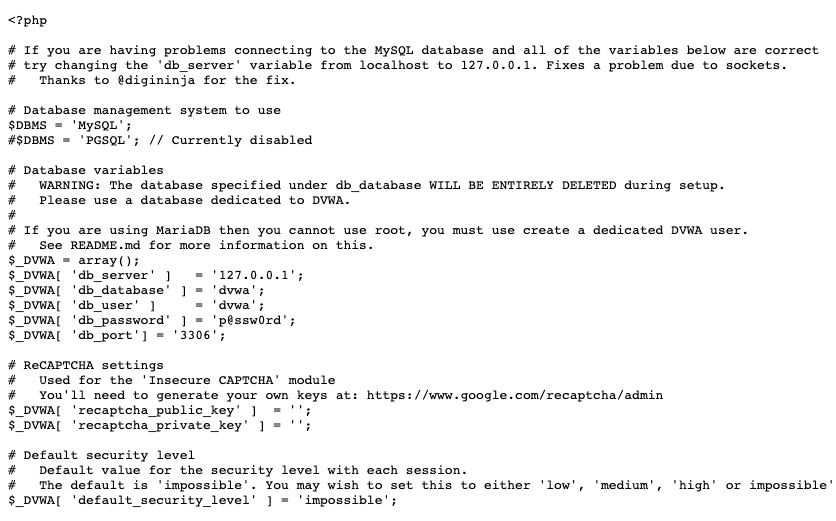 <?php
# If you are having problems connecting to the MySQL database and all of the variables below are correct
# try changing the 'db_server' variable from localhost to 127.0.0.1. Fixes a problem due to sockets.
#   Thanks to @digininja for the fix.
# Database management system to use
$DBMS = 'MySQL';
#$DBMS = 'PGSQL'; // Currently disabled
# Database variables
#   WARNING: The database specified under db_database WILL BE ENTIRELY DELETED during setup.
#   Please use a database dedicated to DVWA.
#
# If you are using MariaDB then you cannot use root, you must use create a dedicated DVWA user.
#   See README.md for more information on this.
$_DVWA = array();
$_DVWA[ 'db_server' ]   = '127.0.0.1';
$_DVWA[ 'db_database' ] = 'dvwa';
$_DVWA[ 'db_user' ]     = 'dvwa';
$_DVWA[ 'db_password' ] = 'p@ssw0rd';
$_DVWA[ 'db_port'] = '3306';
# ReCAPTCHA settings
#   Used for the 'Insecure CAPTCHA' module
#   You'll need to generate your own keys at: https://www.google.com/recaptcha/admin
$_DVWA[ 'recaptcha_public_key' ]  = '';
$_DVWA[ 'recaptcha_private_key' ] = '';
# Default security level
#   Default value for the security level with each session.
#   The default is 'impossible'. You may wish to set this to either 'low', 'medium', 'high' or impossible'
$_DVWA[ 'default_security_level' ] = 'impossible';